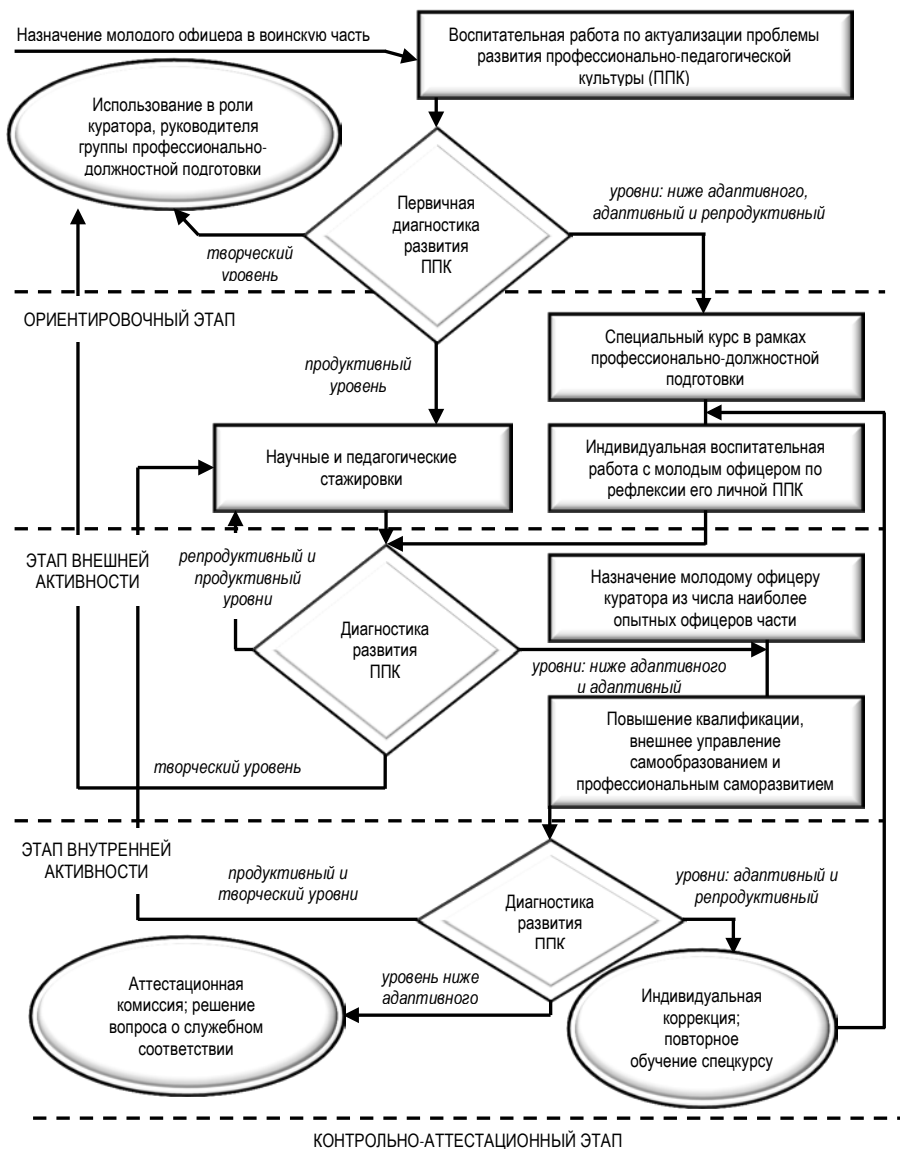 Назначение молодого офицера в воинскую часть
Воспитательная работа по актуализации проблемы
развития профессионально-педагогической
культуры (ППК)
Использование в роли
куратора, руководителя
группы профессионально-
должностной подготовки
Первичная
диагностика
развития
ППК
уровни: ниже адаптивного,
адаптивный и репродуктивный
творческий
уровень
ОРИЕНТИРОВОЧНЫЙ ЭТАП
продуктивный
уровень
Специальный курс в рамках
профессионально-должностной
подготовки
Научные и педагогические
стажировки
Индивидуальная воспитательная
работа с молодым офицером по
рефлексии его личной ППК
ЭТАП ВНЕШНЕЙ
АКТИВНОСТИ
репродуктивный и
продуктивный
уровни
Диагностика
развития
ППК
Назначение молодому офицеру
куратора из числа наиболее
опытных офицеров части
уровни: ниже адаптивного
и адаптивный
творческий уровень
Повышение квалификации,
внешнее управление
самообразованием и
профессиональным саморазвитием
ЭТАП ВНУТРЕННЕЙ
АКТИВНОСТИ
продуктивный и
творческий уровни
Диагностика
развития
ППК
уровни: адаптивный и
репродуктивный
Аттестационная
комиссия; решение
вопроса о служебном
соответствии
уровень ниже
адаптивного
Индивидуальная
коррекция;
повторное
обучение спецкурсу
КОНТРОЛЬНО-АТТЕСТАЦИОННЫЙ ЭТАП